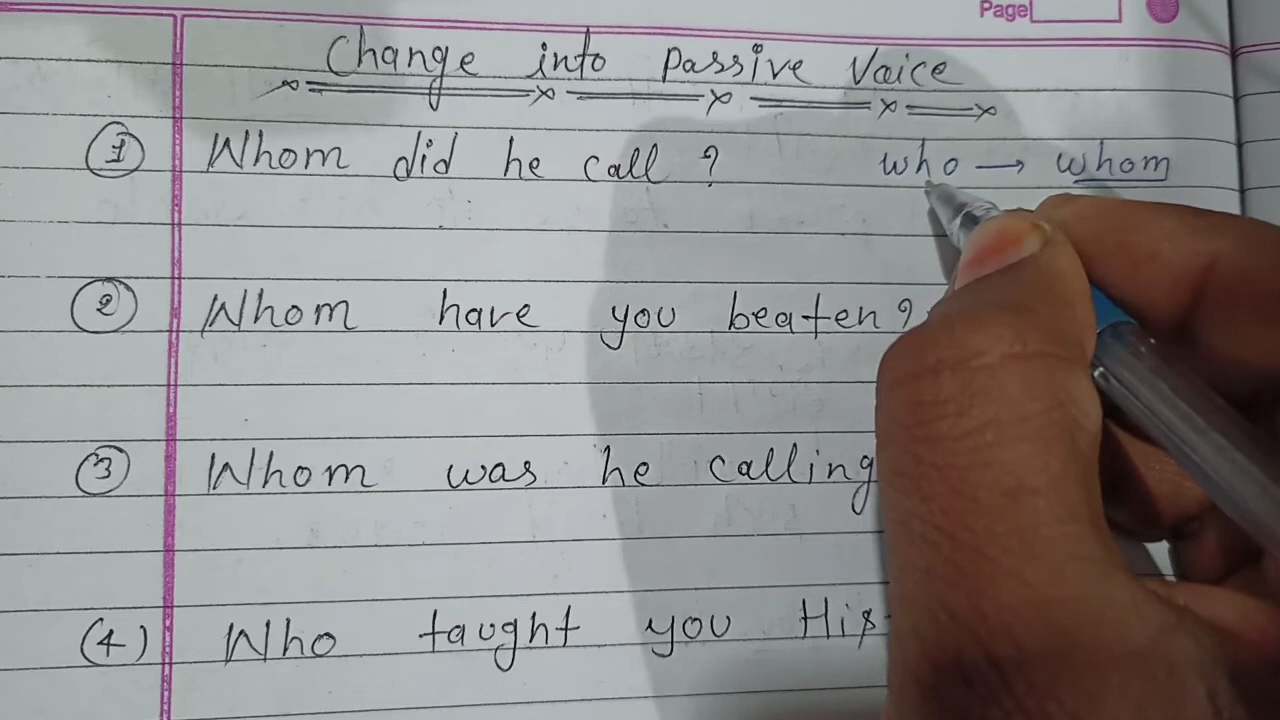 Page
Change into Passive Vaice
1 Whom did he call ? who → whom
2 Whom have you beaten?
3 Whom was he calling
(4) Who taught you His